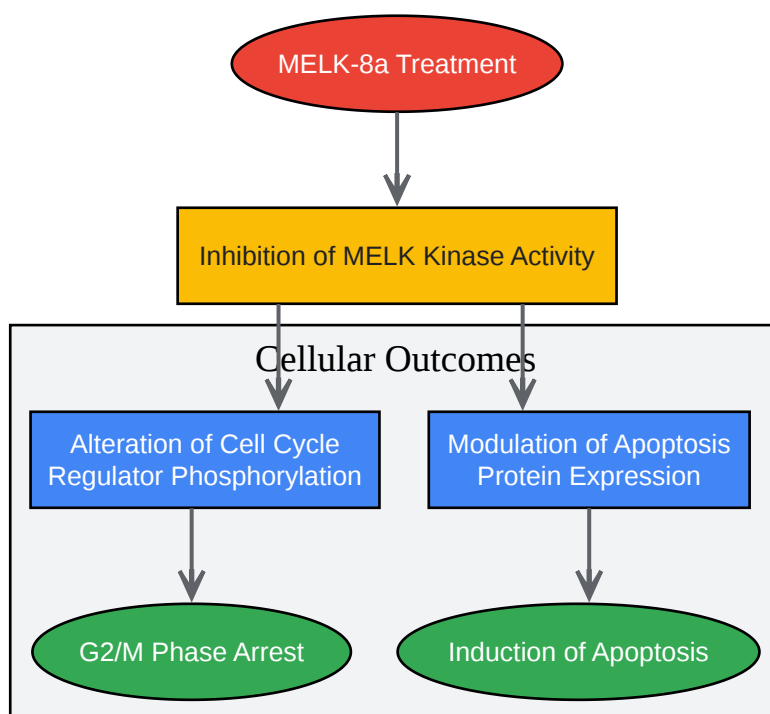 MELK-8a Treatment
Inhibition of MELK Kinase Activity
Cellular Outcomes
Alteration of Cell Cycle
Regulator Phosphorylation
Modulation of Apoptosis
Protein Expression
G2/M Phase Arrest
Induction of Apoptosis